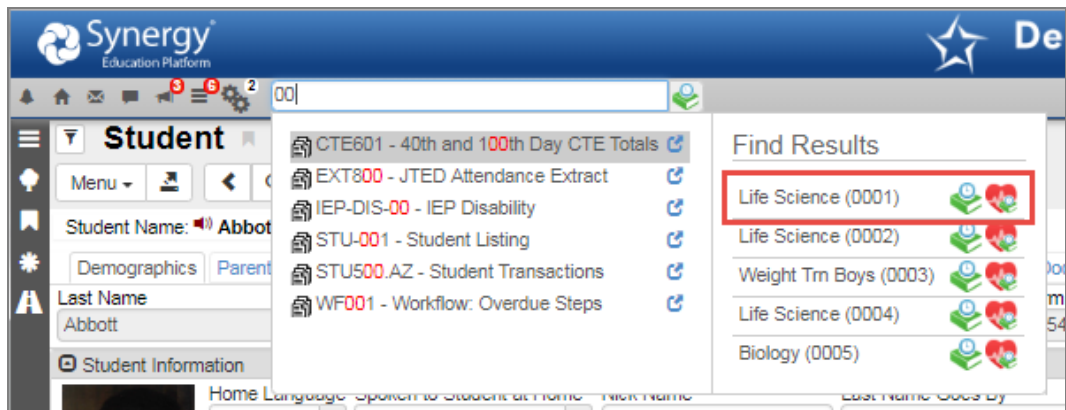 Synergy
Education Platform
De
3
6
2
00
Student
CTE601 - 40th and 100th Day CTE Totals
EXT800 - JTED Attendance Extract
IEP-DIS-00 - IEP Disability
STU-001 - Student Listing
STU500.AZ - Student Transactions
WF001 - Workflow: Overdue Steps
Find Results
Life Science (0001)
Life Science (0002)
Weight Trn Boys (0003)
Life Science (0004)
Biology (0005)
Menu
Student Name: Abbot
Demographics Parent
Last Name
Abbott
54
Student Information
Home Language Spoken to Student at Home Nick Name Last Name Goes By